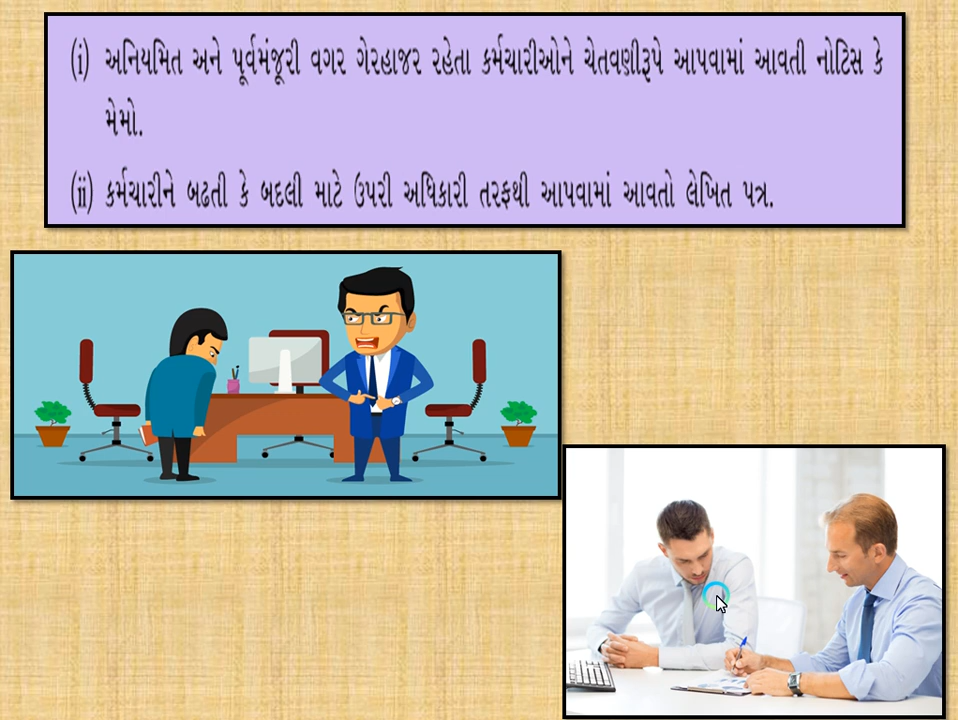 (i) અનિયમિત અને પૂર્વમંજૂરી વગર ગેરહાજર રહેતા કર્મચારીઓને ચેતવણીરૂપે આપવામાં આવતી નોટિસ કે
મેમો.
(ii) કર્મચારીને બઢતી કે બદલી માટે ઉપરી અધિકારી તરફથી આપવામાં આવતો લેખિત પત્ર.